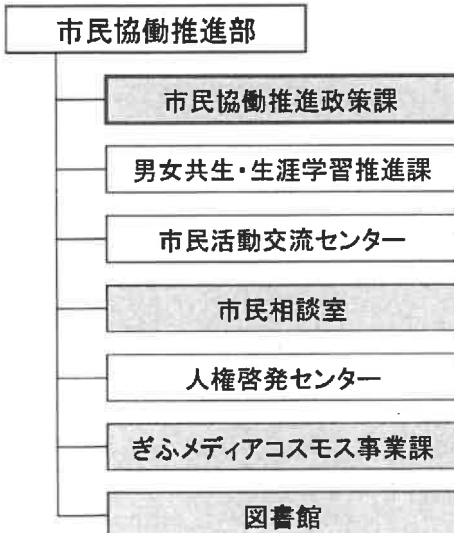 市民協働推進部
市民協働推進政策課
男女共生・生涯学習推進課
市民活動交流センター
市民相談室
人権啓発センター
ぎふメディアコスモス事業課
図書館